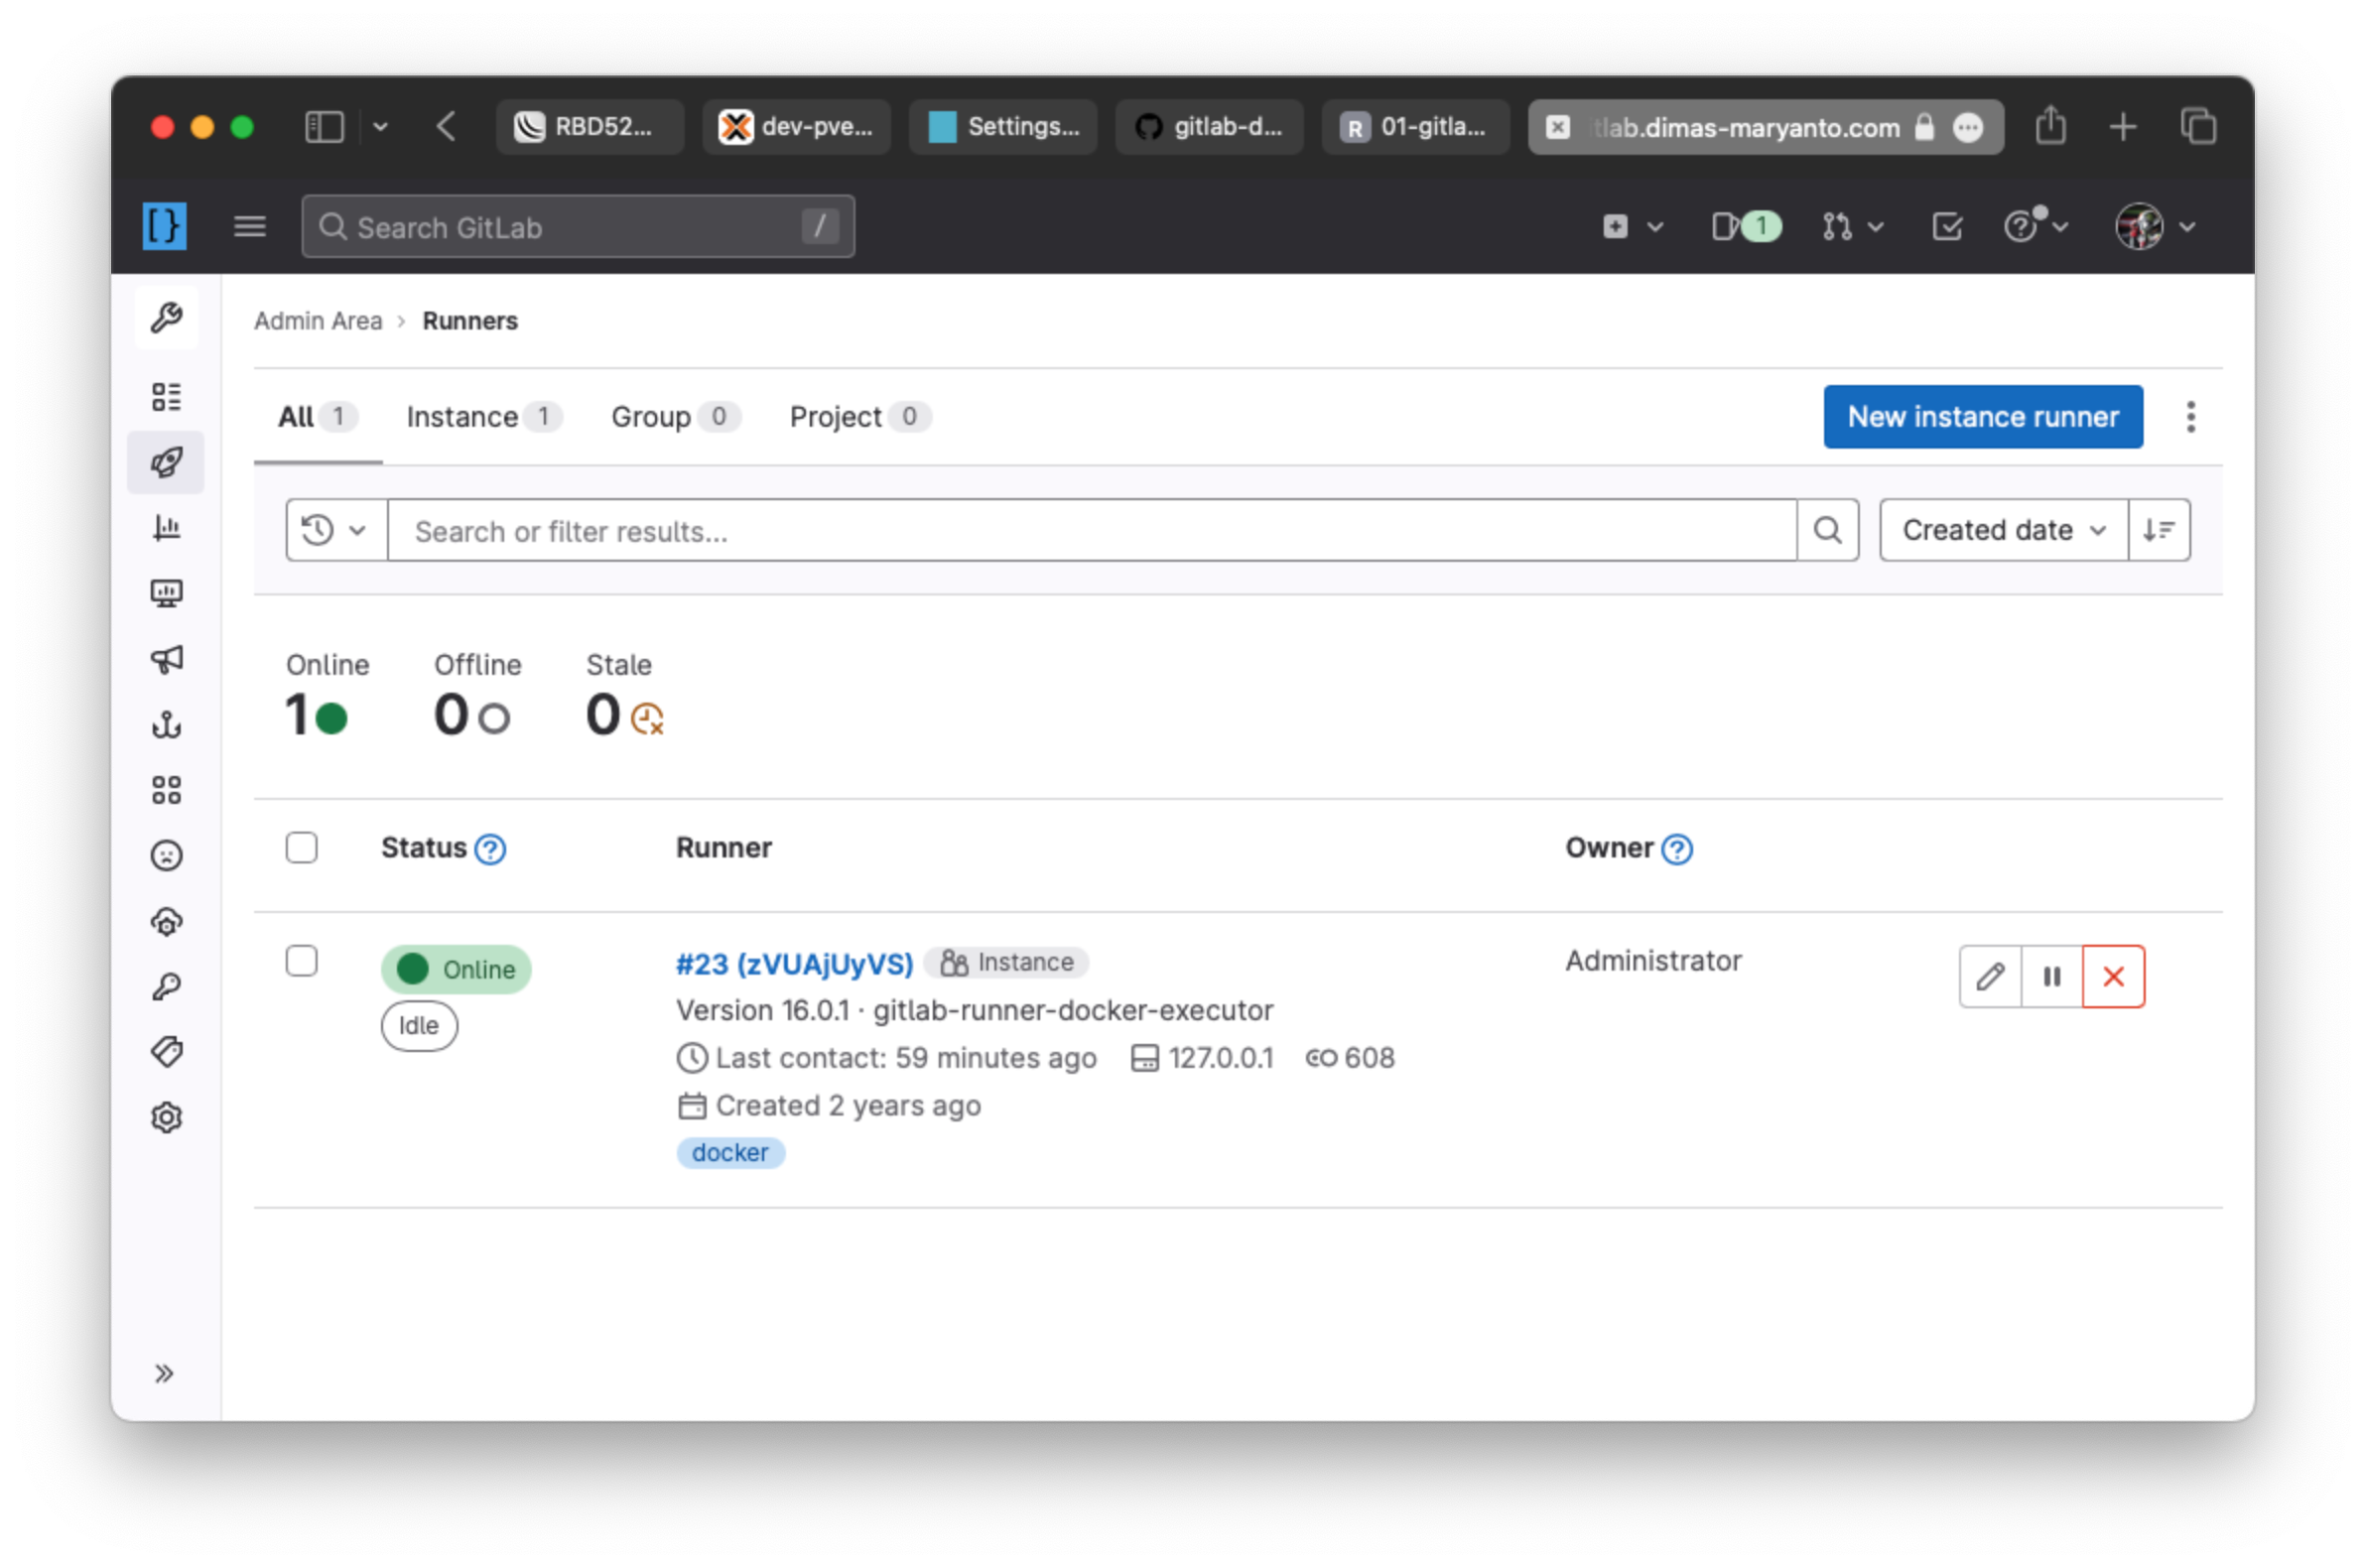 RBD52... dev-pve... Settings... gitlab-d... R 01-gitla... tlab.dimas-maryanto.com
Search GitLab / 1
Admin Area › Runners
All 1 Instance 1 Group 0 Project 0 New instance runner
Search or filter results... Created date
Online Offline Stale
1 0 0
Status ? Runner Owner ?
Online #23 (zVUAjUyVS) Instance Administrator
Idle Version 16.0.1 · gitlab-runner-docker-executor
Last contact: 59 minutes ago 127.0.0.1 608
Created 2 years ago
docker